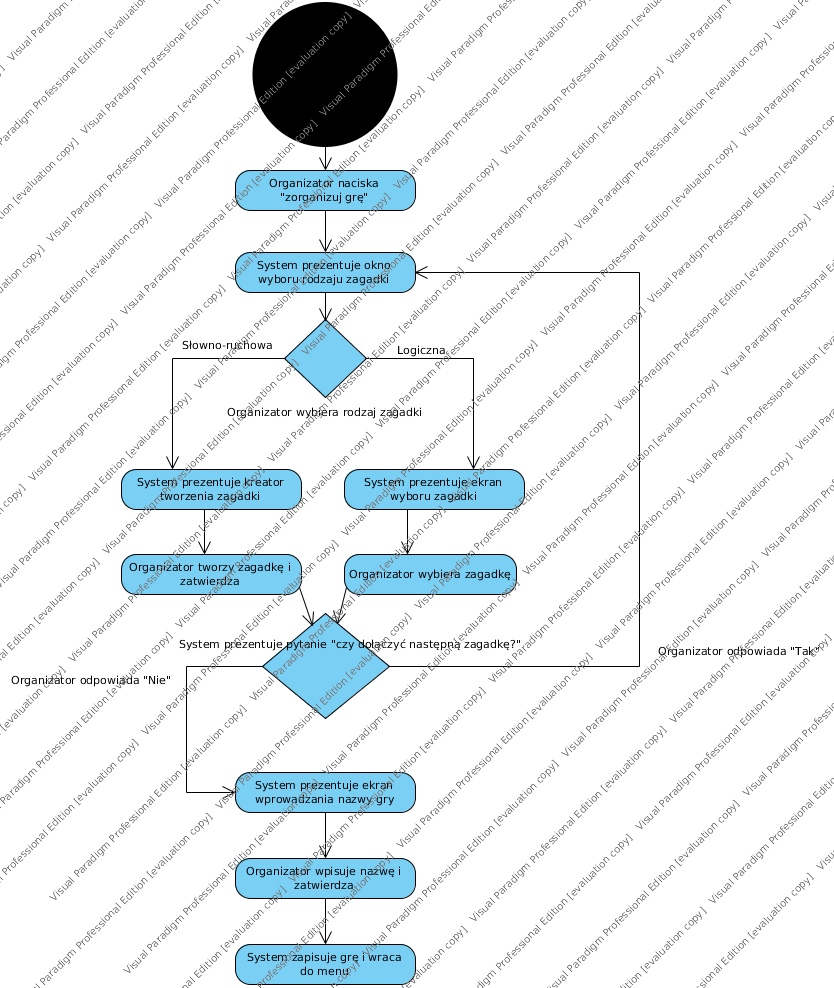 Organizator naciska
"zorganizuj grę"
System prezentuje okno
wyboru rodzaju zagadki
Słowno-ruchowa
Logiczna
Organizator wybiera rodzaj zagadki
System prezentuje kreator
tworzenia zagadki
System prezentuje ekran
wyboru zagadki
Organizator tworzy zagadkę i
zatwierdza
Organizator wybiera zagadkę
System prezentuje pytanie "czy dołączyć następną zagadkę?"
Organizator odpowiada "Tak"
Organizator odpowiada "Nie"
System prezentuje ekran
wprowadzania nazwy gry
Organizator wpisuje nazwę i
zatwierdza
System zapisuje grę i wraca
do menu
Visual Paradigm Professional Edition [evaluation copy]